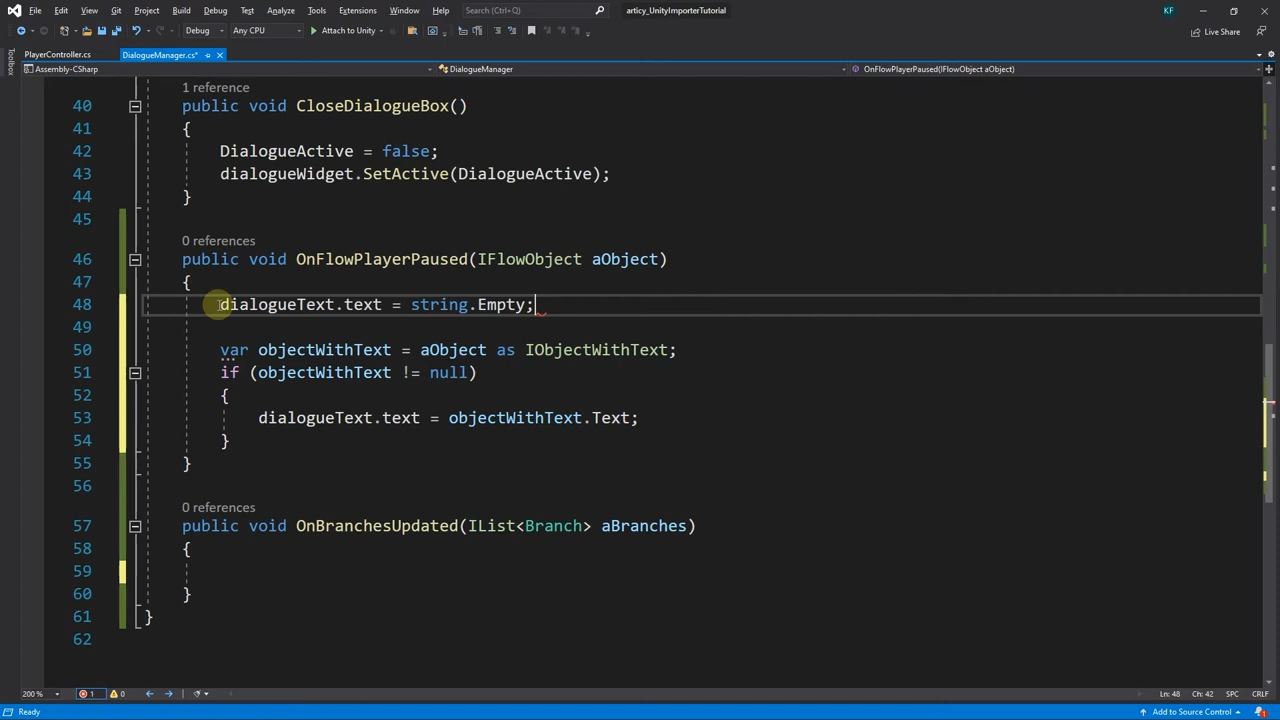 File Edit View Git Project Build Debug Test Analyze Tools Extensions Window Help Search (Ctrl+Q) articy_UnityImporterTutorial KF
Debug Any CPU Attach to Unity Live Share
PlayerController.cs DialogueManager.cs*
Toolbox
Assembly-CSharp DialogueManager OnFlowPlayerPaused(IFlowObject aObject)
1 reference
40 public void CloseDialogueBox()
41 {
42 DialogueActive = false;
43 dialogueWidget.SetActive(DialogueActive);
44 }
45
0 references
46 public void OnFlowPlayerPaused(IFlowObject aObject)
47 {
48 dialogueText.text = string.Empty;
49
50 var objectWithText = aObject as IObjectWithText;
51 if (objectWithText != null)
52 {
53 dialogueText.text = objectWithText.Text;
54 }
55 }
56
0 references
57 public void OnBranchesUpdated(IList<Branch> aBranches)
58 {
59
60 }
61 }
62
200 % 1 0 Ln: 48 Ch: 42 SPC CRLF
Ready Add to Source Control 1